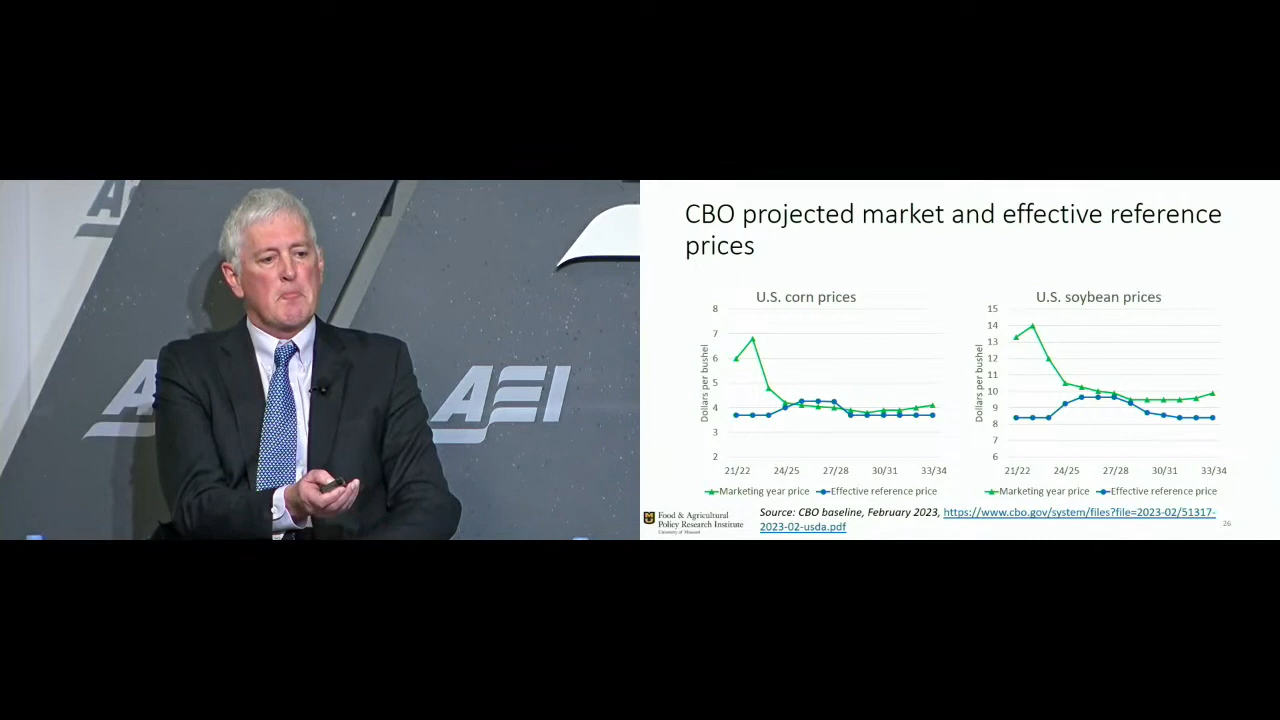 A
A
AEI
CBO projected market and effective reference
prices
U.S. corn prices
8
7
6
5
4
3
2
Dollars per bushel
21/22 24/25 27/28 30/31 33/34
Marketing year price Effective reference price
U.S. soybean prices
15
14
13
12
11
10
9
8
7
6
Dollars per bushel
21/22 24/25 27/28 30/31 33/34
Marketing year price Effective reference price
Food & Agricultural
Policy Research Institute
University of Missouri
Source: CBO baseline, February 2023, https://www.cbo.gov/system/files?file=2023-02/51317-
2023-02-usda.pdf
26